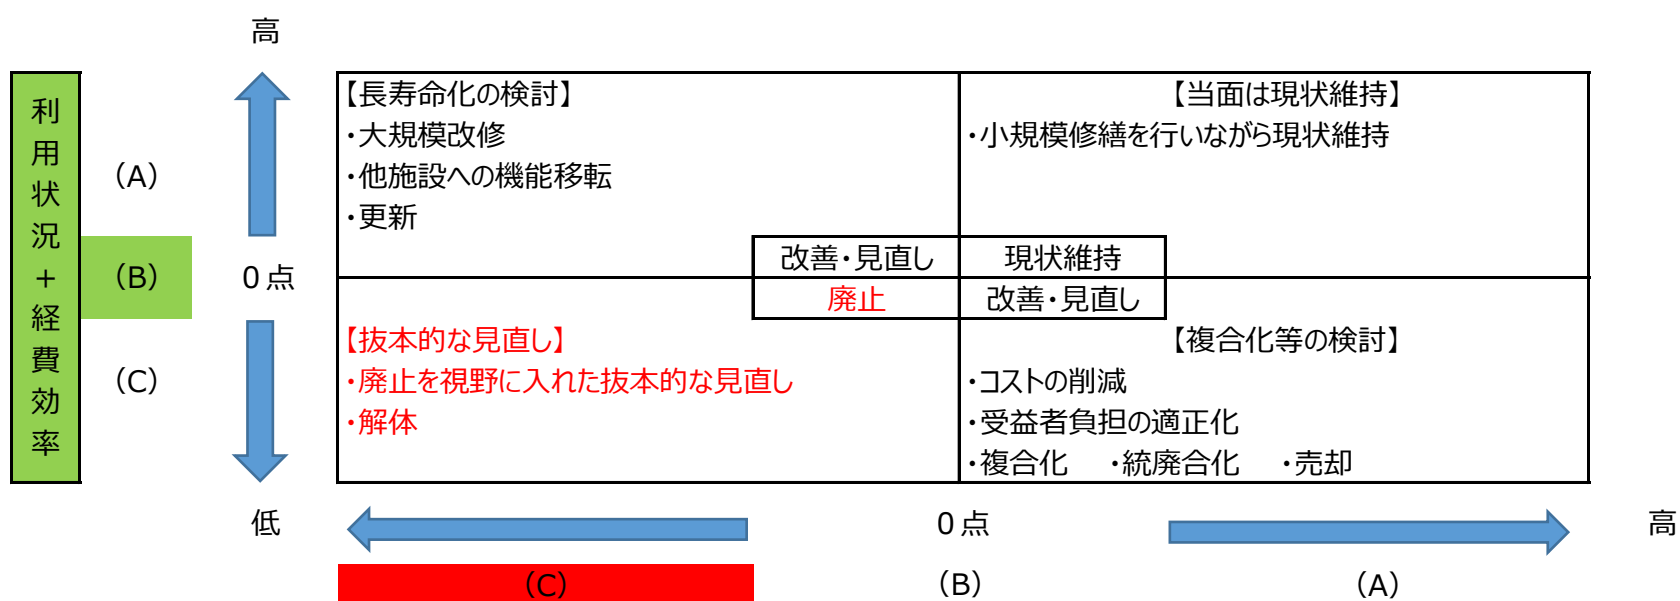 高
利用状況+経費効率
(A)
(B)
(C)
0点
低
【長寿命化の検討】
・大規模改修
・他施設への機能移転
・更新
【当面は現状維持】
・小規模修繕を行いながら現状維持
改善・見直し
現状維持
廃止
改善・見直し
【抜本的な見直し】
・廃止を視野に入れた抜本的な見直し
・解体
【複合化等の検討】
・コストの削減
・受益者負担の適正化
・複合化 ・統廃合化 ・売却
0点
高
(C)
(B)
(A)